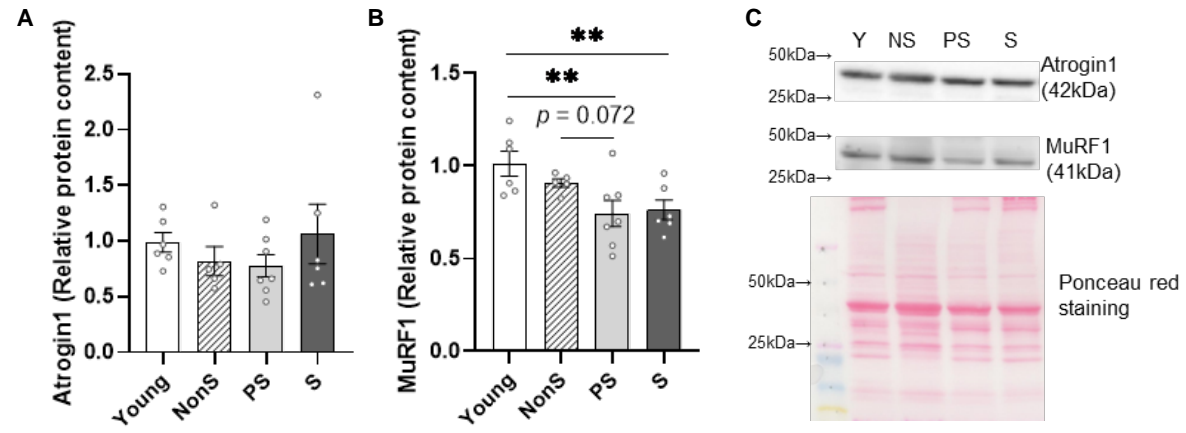 A
Atrogin1 (Relative protein content)
2.5
2.0
1.5
1.0
0.5
0.0
Young
NonS
PS
S
B
MuRF1 (Relative protein content)
1.5
1.0
0.5
0.0
**
**
p = 0.072
Young
NonS
PS
S
C
Y NS PS S
50kDa→
25kDa→
Atrogin1
(42kDa)
50kDa→
25kDa→
MuRF1
(41kDa)
50kDa→
25kDa→
Ponceau red
staining